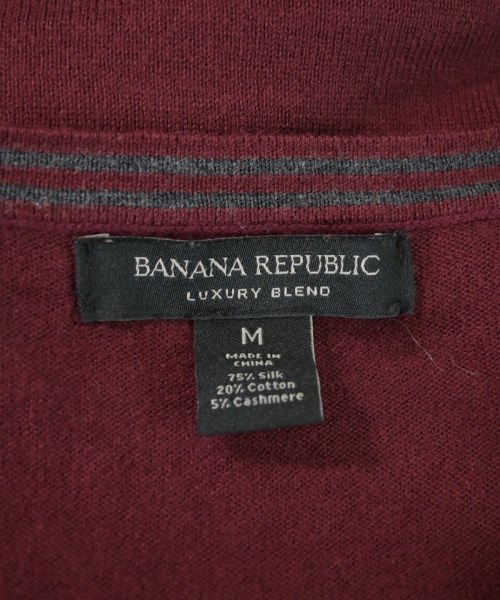 BANANA REPUBLIC
LUXURY BLEND
M
MADE IN
CHINA
75% Silk
20% Cotton
5% Cashmere